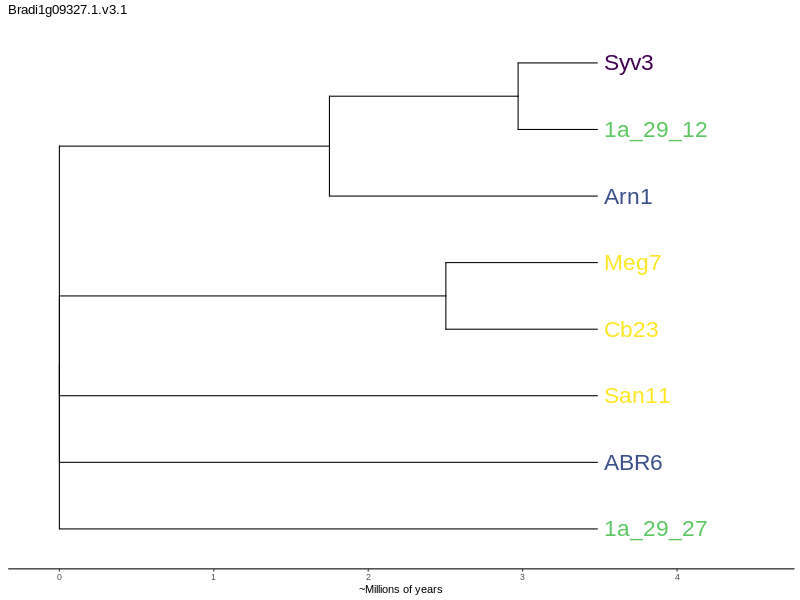 Bradi1g09327.1.v3.1
Syv3
1a_29_12
Arn1
Meg7
Cb23
San11
ABR6
1a_29_27
0 1 2 3 4
~Millions of years